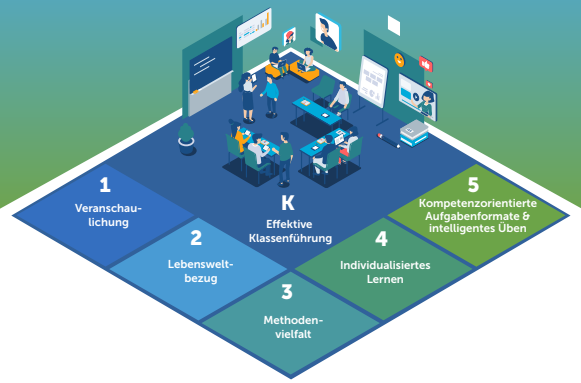 1
Veranschau-
lichung
2
Lebenswelt-
bezug
3
Methoden-
vielfalt
K
Effektive
Klassenführung
4
Individualisiertes
Lernen
5
Kompetenzorientierte
Aufgabenformate &
intelligentes Üben